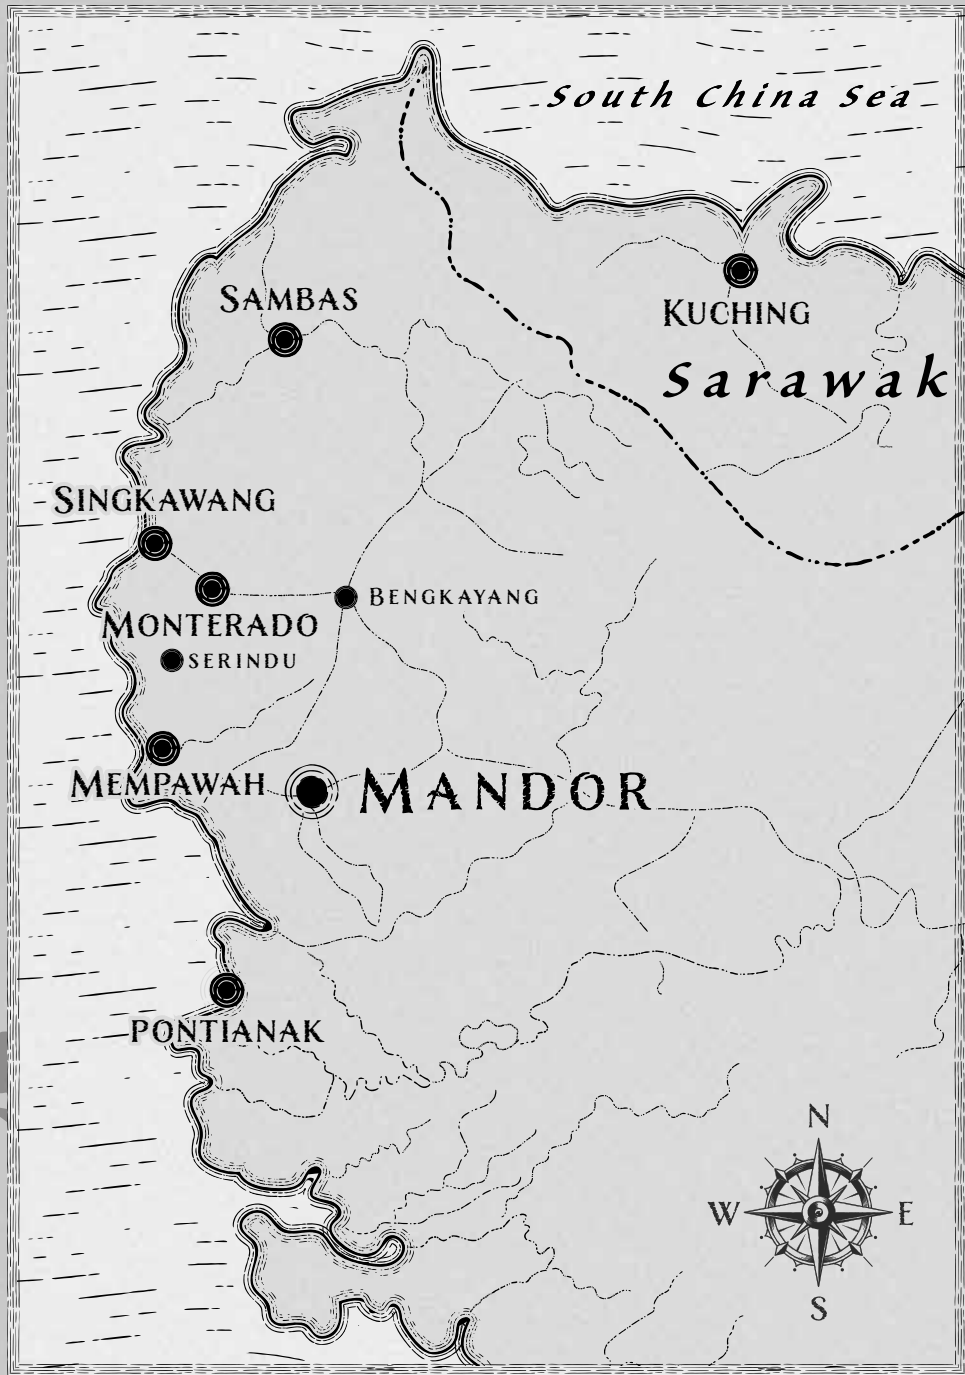 South China Sea
SAMBAS
KUCHING
Sarawak
SINGKAWANG
BENGKAYANG
MONTERADO
SERINDU
MEMPAWAH
MANDOR
PONTIANAK
N
W
E
S